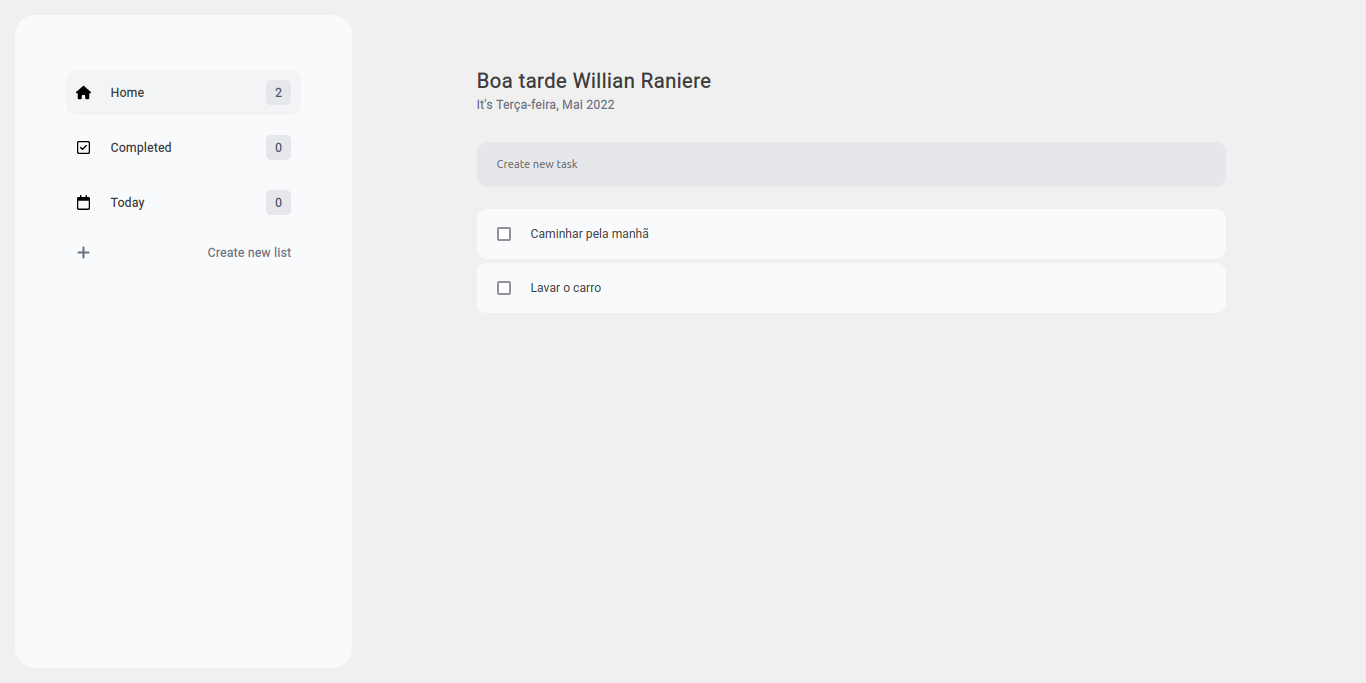 Home 2
Completed 0
Today 0
Create new list
Boa tarde Willian Raniere
It's Terça-feira, Mai 2022
Create new task
Caminhar pela manhã
Lavar o carro